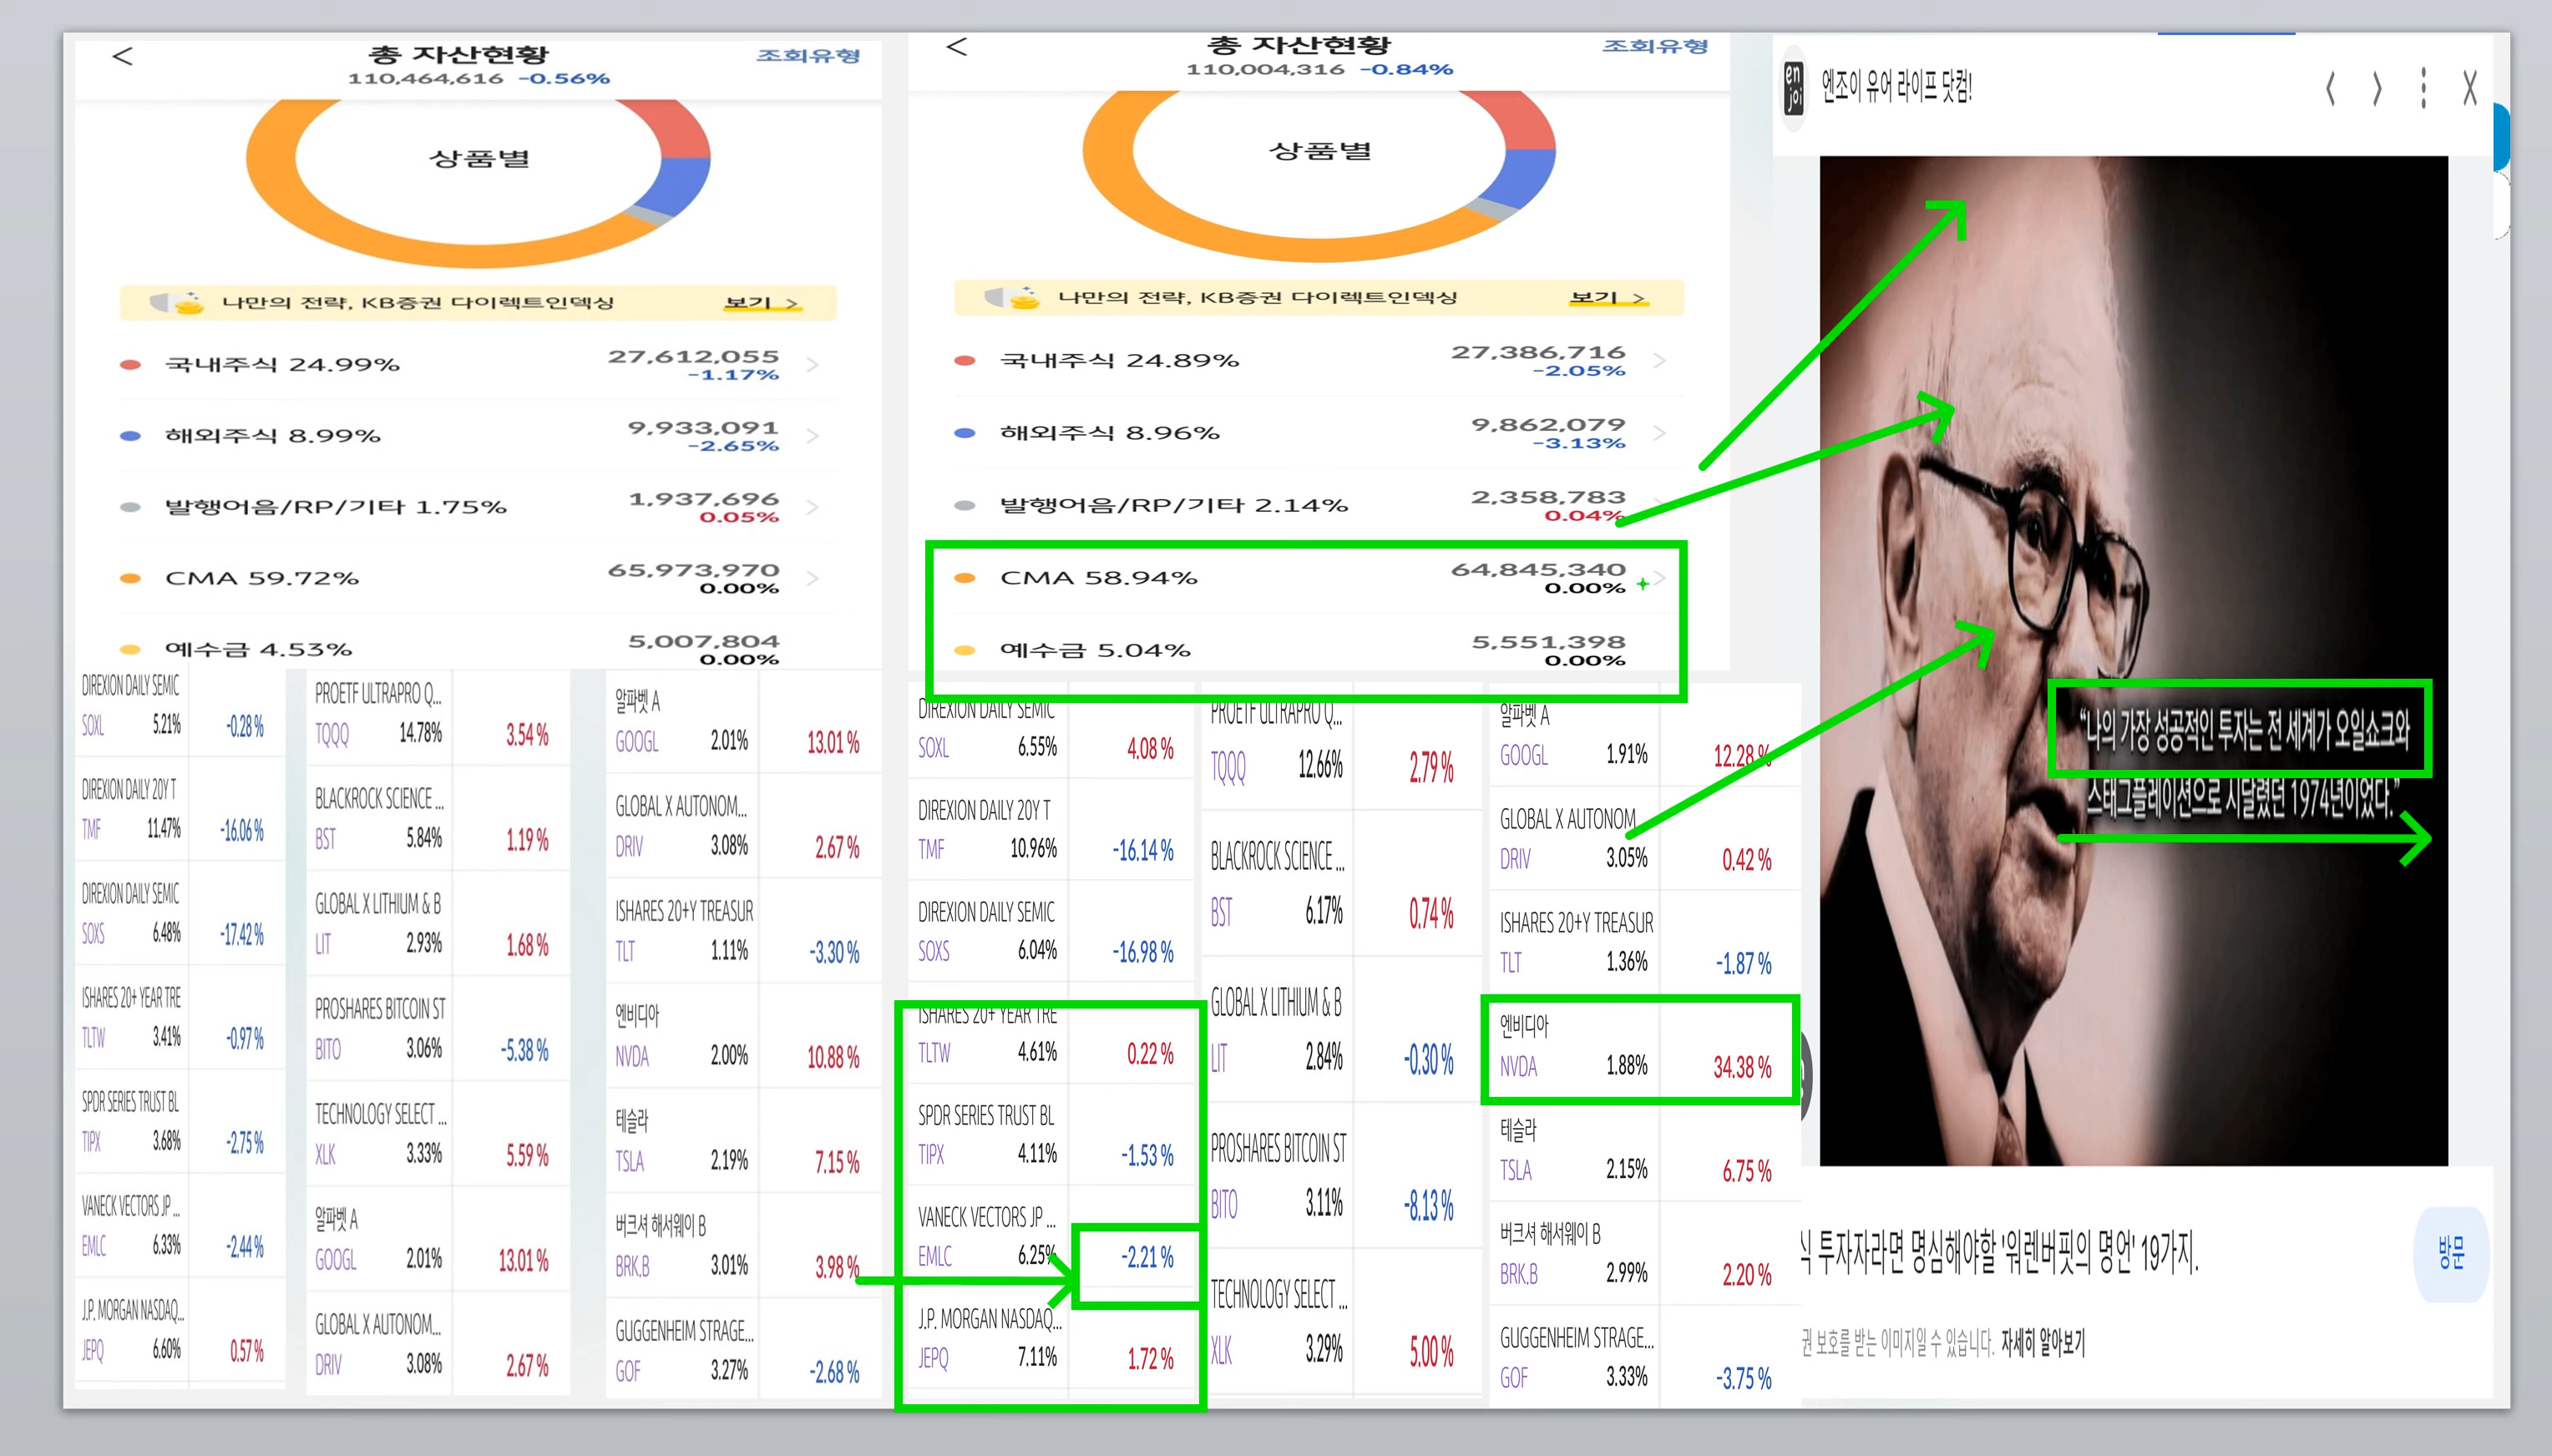 총 자산현황
조회유형
110,464,616 -0.56%
상품별
나만의 전략, KB증권 다이렉트인덱싱
보기 >
국내주식 24.99%
27,612,055
-1.17%
해외주식 8.99%
9,933,091
-2.65%
발행어음/RP/기타 1.75%
1,937,696
0.05%
CMA 59.72%
65,973,970
0.00%
예수금 4.53%
5,007,804
0.00%
DIREXION DAILY SEMIC
SOXL 5.21% -0.28%
DIREXION DAILY 20Y T
TMF 11.47% -16.06%
DIREXION DAILY SEMIC
SOXS 6.48% -17.42%
ISHARES 20+ YEAR TRE
TLTW 3.41% -0.97%
SPDR SERIES TRUST BL
TIPX 3.68% -2.75%
VANECK VECTORS JP ...
EMLC 6.33% -2.44%
J.P. MORGAN NASDAQ...
JEPQ 6.60% 0.57%
PROETF ULTRAPRO Q...
TQQQ 14.78% 3.54%
BLACKROCK SCIENCE ...
BST 5.84% 1.19%
GLOBAL X LITHIUM & B
LIT 2.93% 1.68%
PROSHARES BITCOIN ST
BITO 3.06% -5.38%
TECHNOLOGY SELECT ...
XLK 3.33% 5.59%
알파벳 A
GOOGL 2.01% 13.01%
GLOBAL X AUTONOM...
DRIV 3.08% 2.67%
알파벳 A
GOOGL 2.01% 13.01%
GLOBAL X AUTONOM...
DRIV 3.08% 2.67%
ISHARES 20+Y TREASUR
TLT 1.11% -3.30%
엔비디아
NVDA 2.00% 10.88%
테슬라
TSLA 2.19% 7.15%
버크셔 해서웨이 B
BRK.B 3.01% 3.98%
GUGGENHEIM STRAGE...
GOF 3.27% -2.68%
총 자산현황
조회유형
110,004,316 -0.84%
상품별
나만의 전략, KB증권 다이렉트인덱싱
보기 >
국내주식 24.89%
27,386,716
-2.05%
해외주식 8.96%
9,862,079
-3.13%
발행어음/RP/기타 2.14%
2,358,783
0.04%
CMA 58.94%
64,845,340
0.00%
예수금 5.04%
5,551,398
0.00%
DIREXION DAILY SEMIC
SOXL 6.55% 4.08%
DIREXION DAILY 20Y T
TMF 10.96% -16.14%
DIREXION DAILY SEMIC
SOXS 6.04% -16.98%
ISHARES 20+ YEAR TRE
TLTW 4.61% 0.22%
SPDR SERIES TRUST BL
TIPX 4.11% -1.53%
VANECK VECTORS JP ...
EMLC 6.25% -2.21%
J.P. MORGAN NASDAQ...
JEPQ 7.11% 1.72%
PROETF ULTRAPRO Q...
TQQQ 12.66% 2.79%
BLACKROCK SCIENCE ...
BST 6.17% 0.74%
GLOBAL X LITHIUM & B
LIT 2.84% -0.30%
PROSHARES BITCOIN ST
BITO 3.11% -8.13%
TECHNOLOGY SELECT ...
XLK 3.29% 5.00%
알파벳 A
GOOGL 1.91% 12.28%
GLOBAL X AUTONOM
DRIV 3.05% 0.42%
ISHARES 20+Y TREASUR
TLT 1.36% -1.87%
엔비디아
NVDA 1.88% 34.38%
테슬라
TSLA 2.15% 6.75%
버크셔 해서웨이 B
BRK.B 2.99% 2.20%
GUGGENHEIM STRAGE...
GOF 3.33% -3.75%
en
joi
엔조이 유어 라이프 닷컴!
“나의 가장 성공적인 투자는 전 세계가 오일쇼크와
스태그플레이션으로 시달렸던 1974년이었다.”
식 투자자라면 명심해야할 '워렌버핏의 명언' 19가지.
방문
권 보호를 받는 이미지일 수 있습니다. 자세히 알아보기